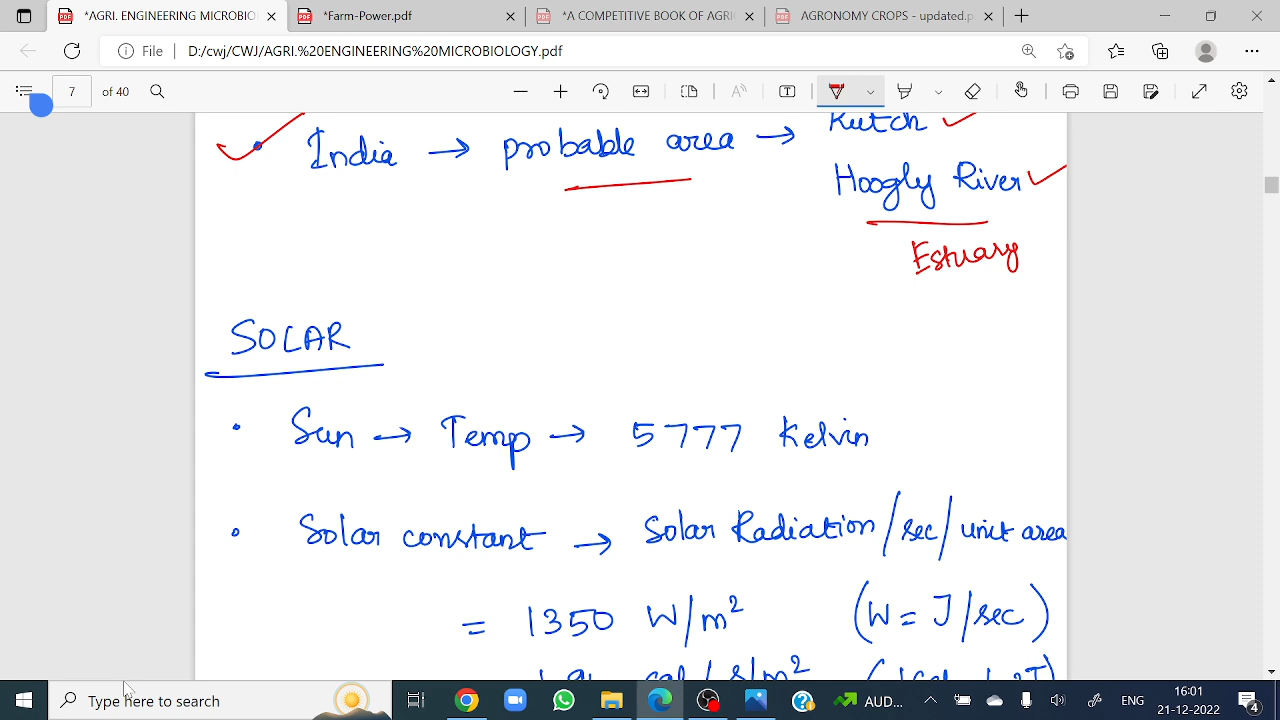 *AGRI. ENGINEERING MICROBIO
*Farm-Power.pdf
*A COMPETITIVE BOOK OF AGRI
AGRONOMY CROPS - updated.p
File D:/cwj/CWJ/AGRI.%20ENGINEERING%20MICROBIOLOGY.pdf
7 of 40
Kutch
India → probable area →
Hoogly River
Estuary
SOLAR
• Sun → Temp → 5777 Kelvin
• Solar constant → Solar Radiation/sec/unit area
= 1350 W/m² (W = J/sec)
Type here to search
AUD...
ENG
16:01
21-12-2022
4